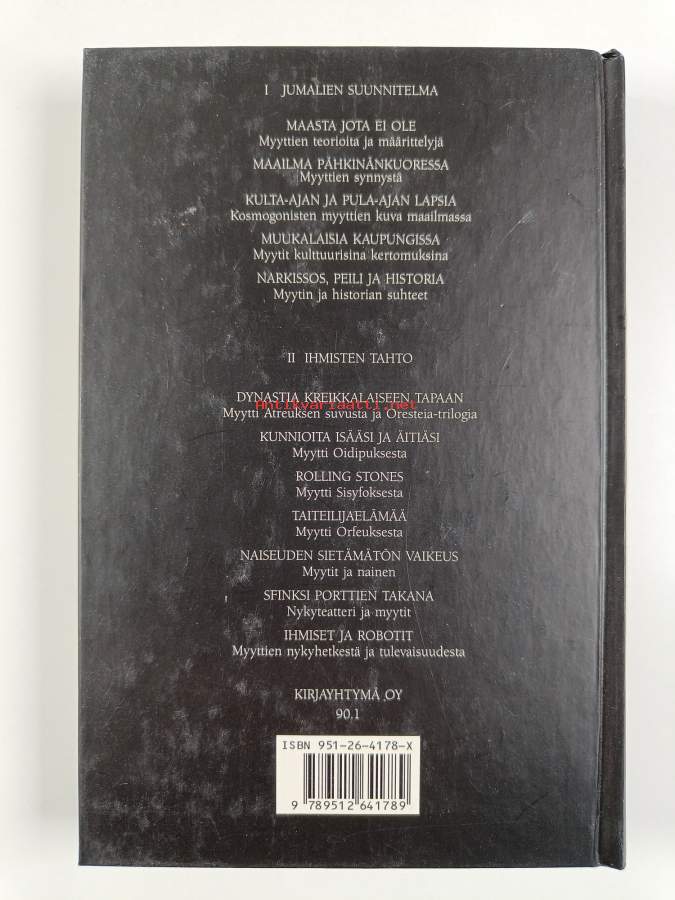 I JUMALIEN SUUNNITELMA
MAASTA JOTA EI OLE
Myyttien teorioita ja määrittelyjä
MAAILMA PÄHKINÄNKUORESSA
Myyttien synnystä
KULTA-AJAN JA PULA-AJAN LAPSIA
Kosmogonisten myyttien kuva maailmassa
MUUKALAISIA KAUPUNGISSA
Myytit kulttuurisina kertomuksina
NARKISSOS, PEILI JA HISTORIA
Myytin ja historian suhteet
II IHMISTEN TAHTO
DYNASTIA KREIKKALAISEEN TAPAAN
Antikvariaatti.net
Myytti Atreuksen suvusta ja Oresteia-trilogia
KUNNIOITA ISÄÄSI JA ÄITIÄSI
Myytti Oidipuksesta
ROLLING STONES
Myytti Sisyfoksesta
TAITEILIJAELÄMÄÄ
Myytti Orfeuksesta
NAISEUDEN SIETÄMÄTÖN VAIKEUS
Myytit ja nainen
SFINKSI PORTTIEN TAKANA
Nykyteatteri ja myytit
IHMISET JA ROBOTIT
Myyttien nykyhetkestä ja tulevaisuudesta
KIRJAYHTYMÄ OY
90.1
ISBN 951-26-4178-X
9 789512 641789